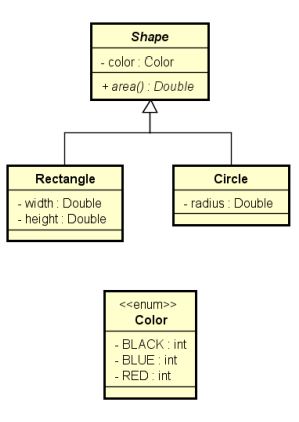 Shape
- color : Color
+ area() : Double
Rectangle
- width : Double
- height : Double
Circle
- radius : Double
<<enum>>
Color
- BLACK : int
- BLUE : int
- RED : int